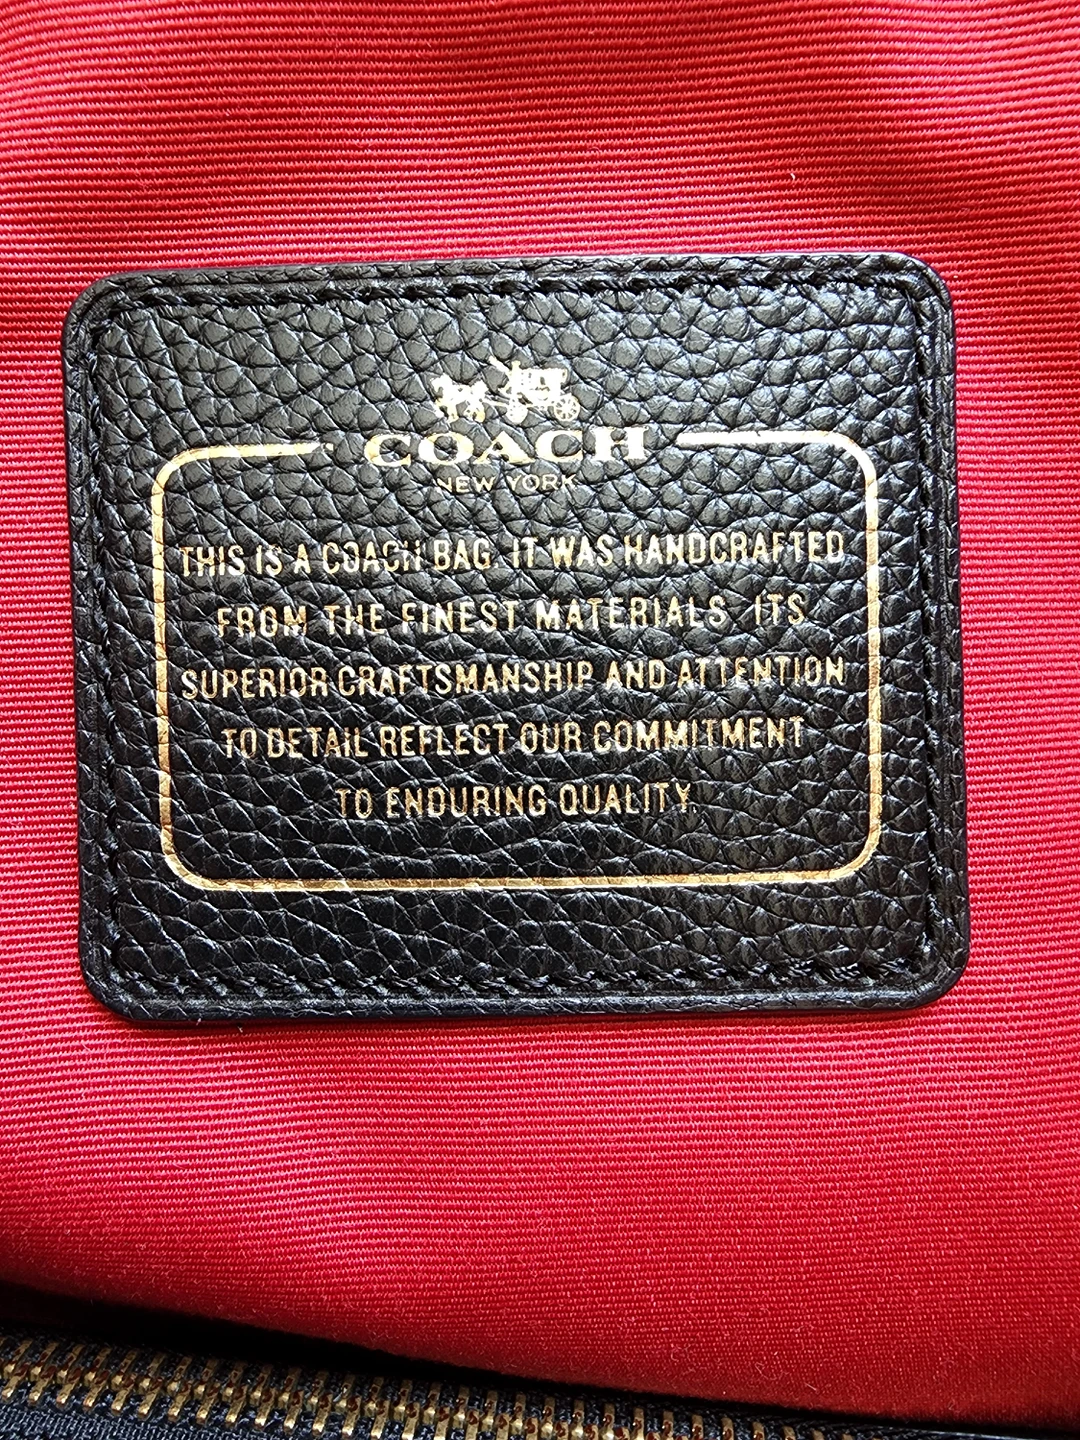 COACH
NEW YORK
THIS IS A COACH BAG. IT WAS HANDCRAFTED
FROM THE FINEST MATERIALS. ITS
SUPERIOR CRAFTSMANSHIP AND ATTENTION
TO DETAIL REFLECT OUR COMMITMENT
TO ENDURING QUALITY.